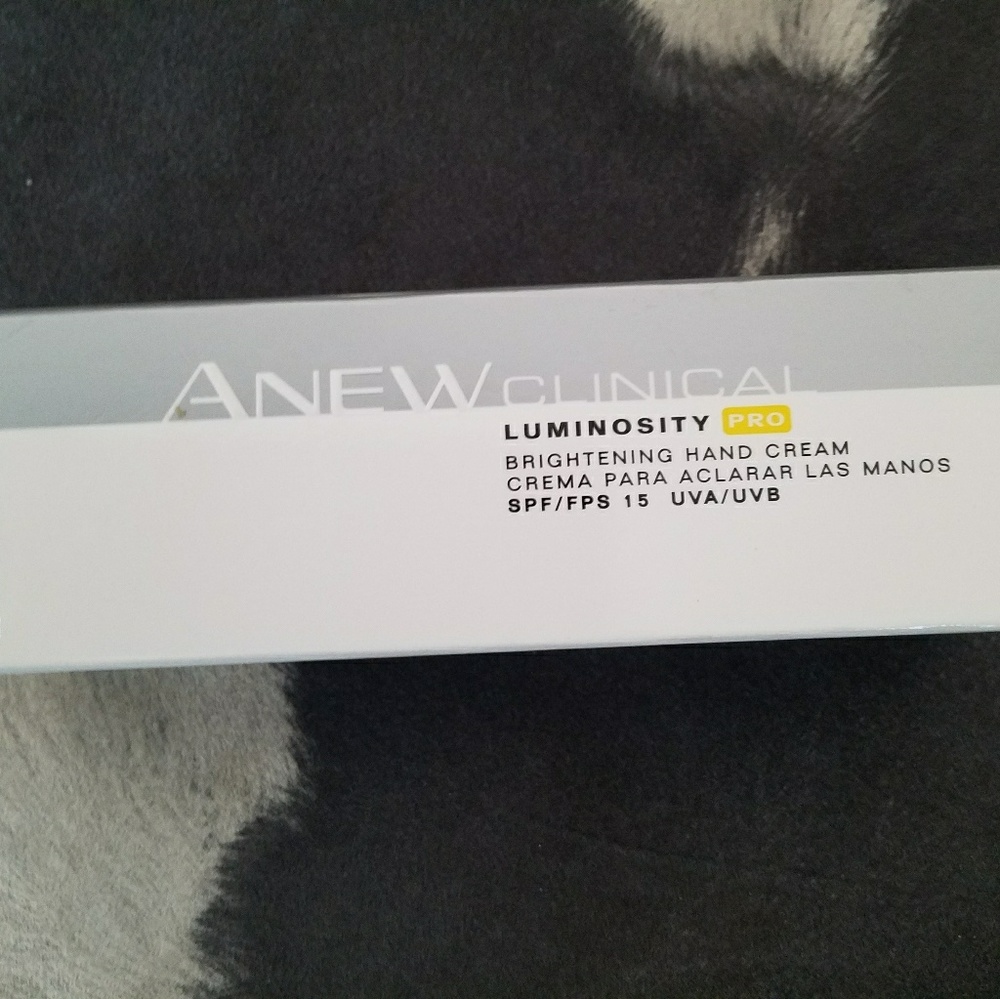 ANEW CLINICAL
LUMINOSITY PRO
BRIGHTENING HAND CREAM
CREMA PARA ACLARAR LAS MANOS
SPF/FPS 15 UVA/UVB